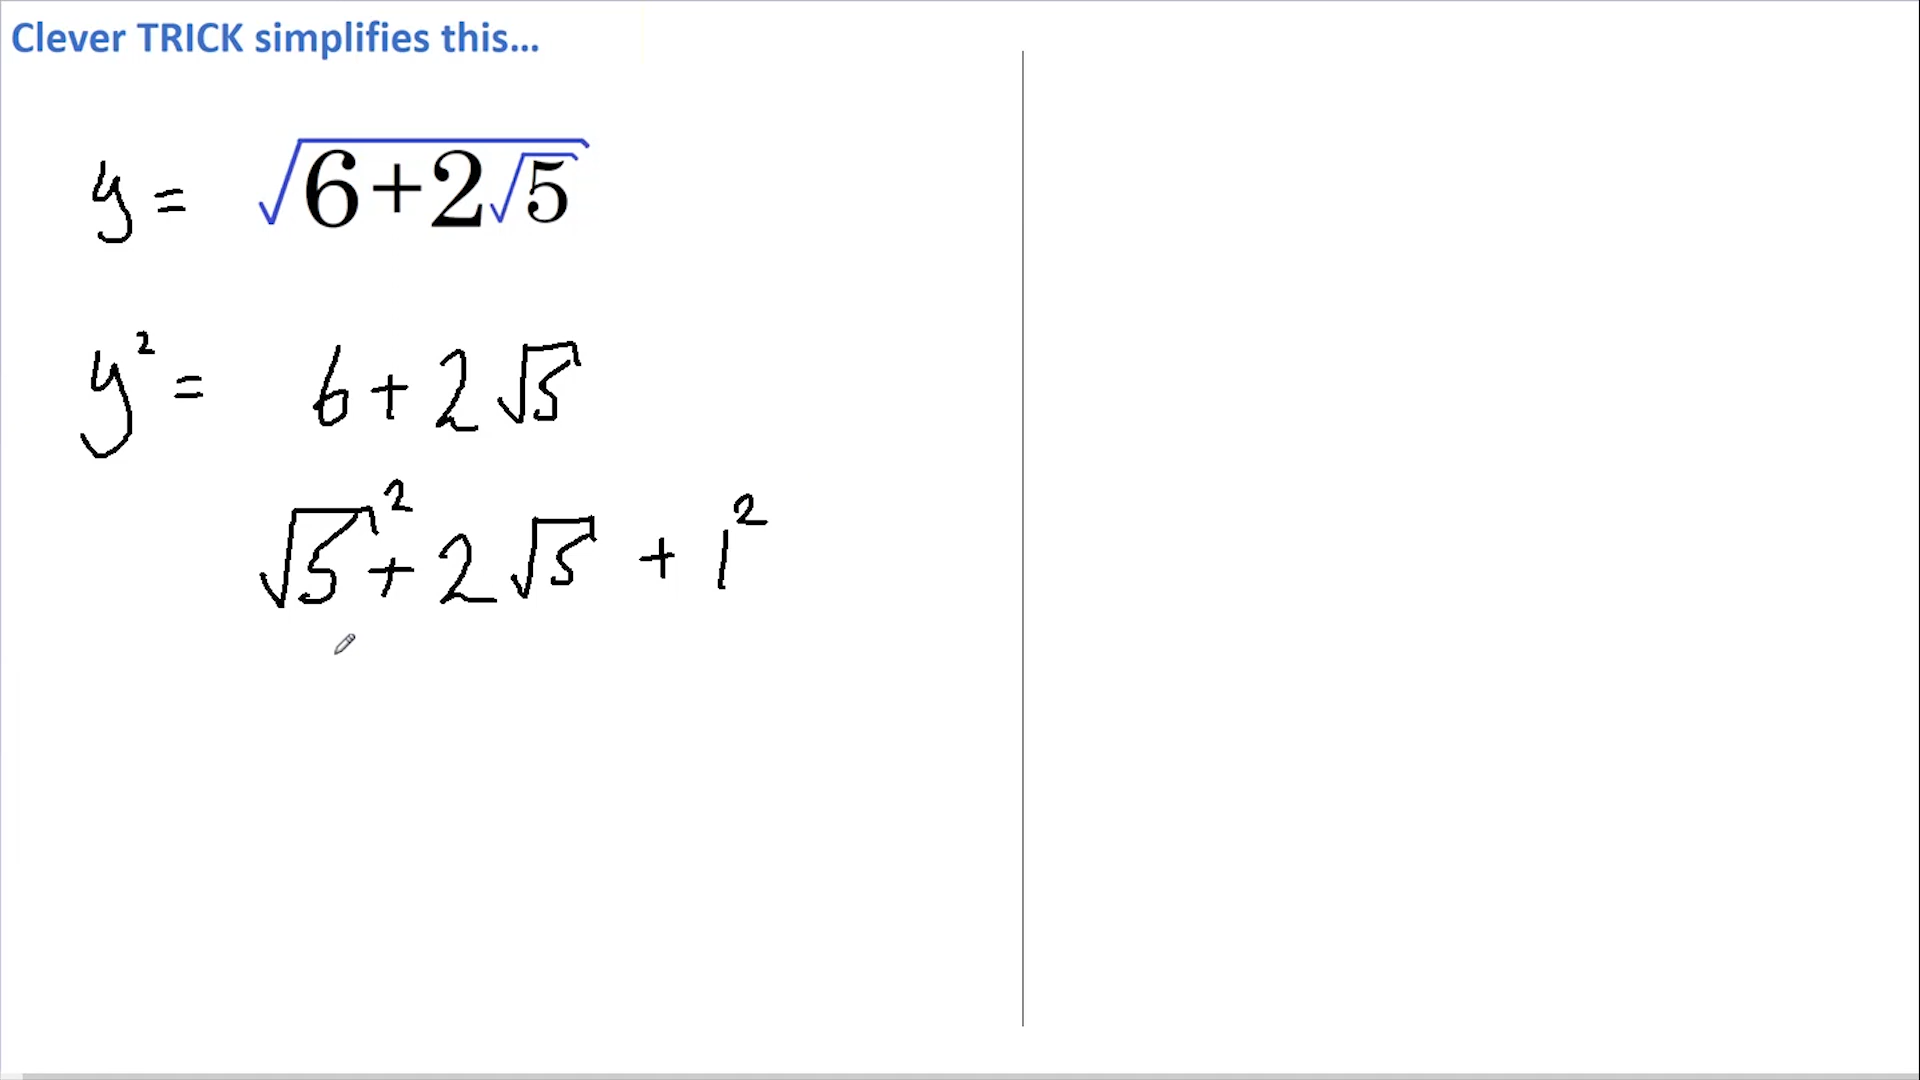 Clever TRICK simplifies this...
y = √(6+2√5)
y² = 6 + 2√5
√5² + 2√5 + 1²